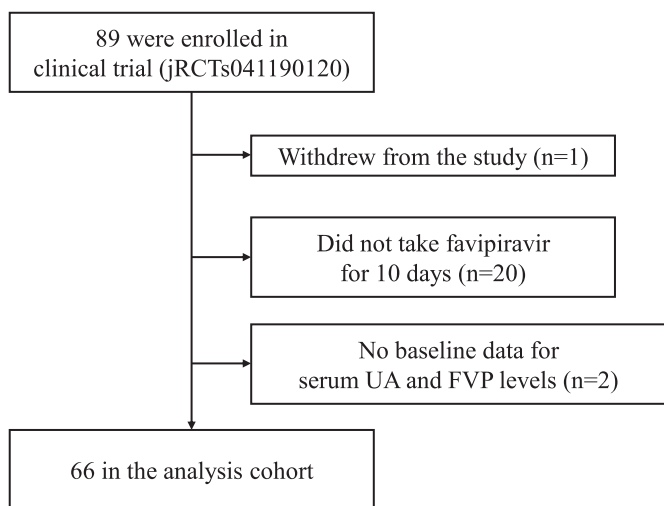 89 were enrolled in
clinical trial (jRCTs041190120)
Withdrew from the study (n=1)
Did not take favipiravir
for 10 days (n=20)
No baseline data for
serum UA and FVP levels (n=2)
66 in the analysis cohort